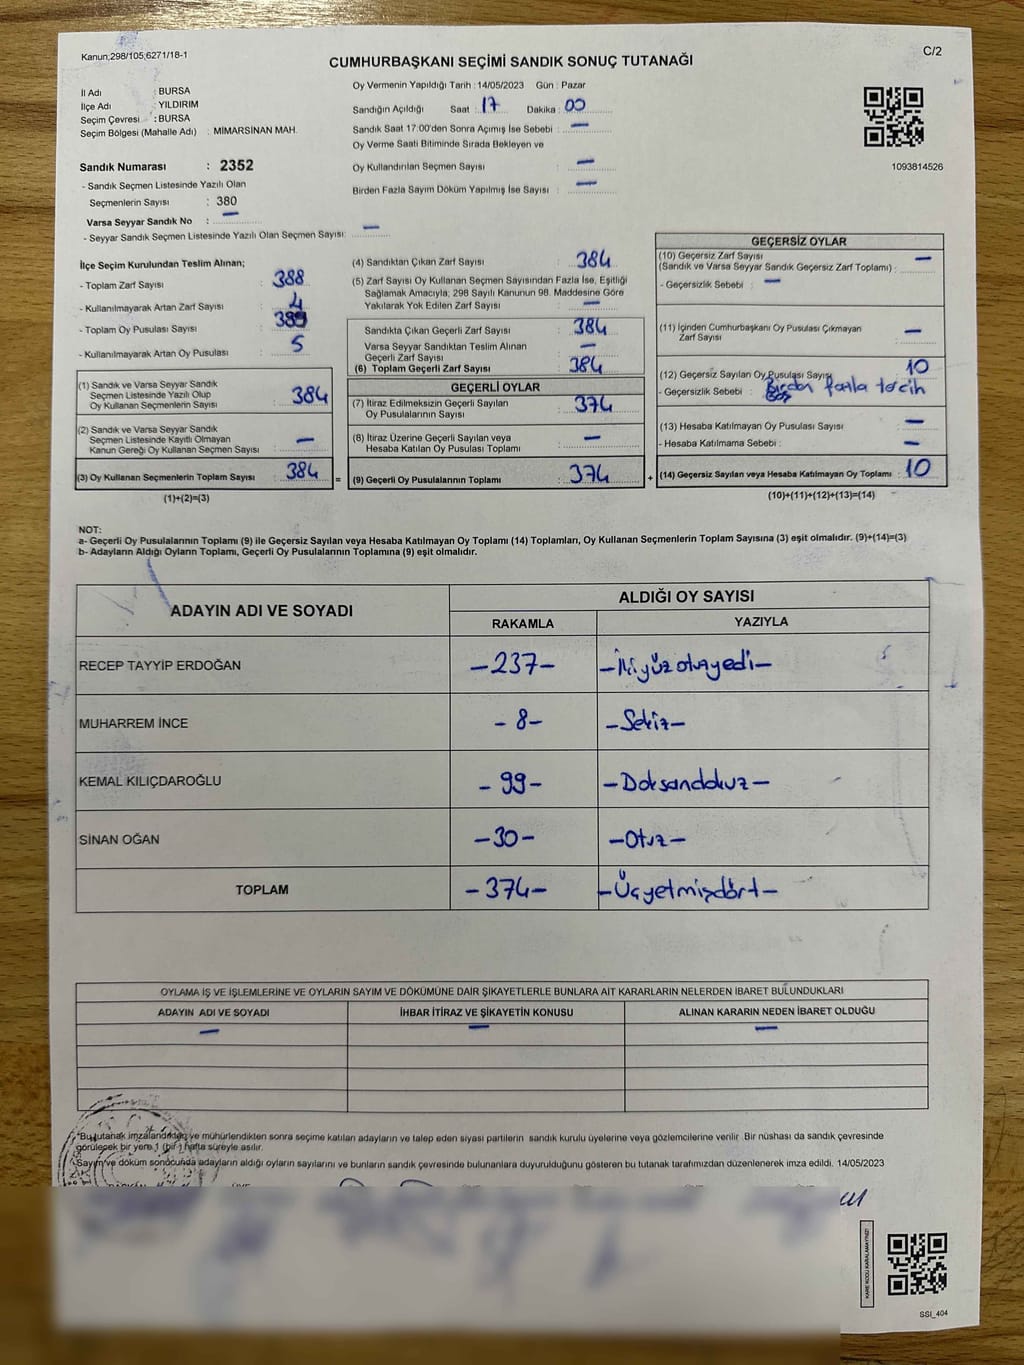 Kanun;298/105;6271/18-1
C/2
CUMHURBAŞKANI SEÇİMİ SANDIK SONUÇ TUTANAĞI
İl Adı : BURSA
İlçe Adı : YILDIRIM
Seçim Çevresi : BURSA
Seçim Bölgesi (Mahalle Adı) : MİMARSİNAN MAH.
Oy Vermenin Yapıldığı Tarih : 14/05/2023 Gün : Pazar
Sandığın Açıldığı Saat : 17 Dakika : 00
Sandık Saat 17:00'den Sonra Açımış İse Sebebi : —
Oy Verme Saati Bitiminde Sırada Bekleyen ve
Oy Kullandırılan Seçmen Sayısı : —
Birden Fazla Sayım Döküm Yapılmış İse Sayısı : —
1093814526
Sandık Numarası : 2352
- Sandık Seçmen Listesinde Yazılı Olan
Seçmenlerin Sayısı : 380
Varsa Seyyar Sandık No : —
- Seyyar Sandık Seçmen Listesinde Yazılı Olan Seçmen Sayısı: —
İlçe Seçim Kurulundan Teslim Alınan;
- Toplam Zarf Sayısı : 388
- Kullanılmayarak Artan Zarf Sayısı : 4
- Toplam Oy Pusulası Sayısı : 389
- Kullanılmayarak Artan Oy Pusulası : 5
(1) Sandık ve Varsa Seyyar Sandık
Seçmen Listesinde Yazılı Olup
Oy Kullanan Seçmenlerin Sayısı : 384
(2) Sandık ve Varsa Seyyar Sandık
Seçmen Listesinde Kayıtlı Olmayan
Kanun Gereği Oy Kullanan Seçmen Sayısı : —
(3) Oy Kullanan Seçmenlerin Toplam Sayısı : 384
(1)+(2)=(3)
(4) Sandıktan Çıkan Zarf Sayısı : 384
(5) Zarf Sayısı Oy Kullanan Seçmen Sayısından Fazla İse, Eşitliği
Sağlamak Amacıyla; 298 Sayılı Kanunun 98. Maddesine Göre
Yakılarak Yok Edilen Zarf Sayısı : —
Sandıkta Çıkan Geçerli Zarf Sayısı : 384
Varsa Seyyar Sandıktan Teslim Alınan
Geçerli Zarf Sayısı : —
(6) Toplam Geçerli Zarf Sayısı : 384
GEÇERLİ OYLAR
(7) İtiraz Edilmeksizin Geçerli Sayılan
Oy Pusulalarının Sayısı : 374
(8) İtiraz Üzerine Geçerli Sayılan veya
Hesaba Katılan Oy Pusulaları Toplamı : —
= (9) Geçerli Oy Pusulalarının Toplamı : 374
GEÇERSİZ OYLAR
(10) Geçersiz Zarf Sayısı
(Sandık ve Varsa Seyyar Sandık Geçersiz Zarf Toplamı) : —
- Geçersizlik Sebebi : —
(11) İçinden Cumhurbaşkanı Oy Pusulası Çıkmayan
Zarf Sayısı : —
(12) Geçersiz Sayılan Oy Pusulası Sayısı : 10
- Geçersizlik Sebebi : Birden fazla tercih
Boş
(13) Hesaba Katılmayan Oy Pusulası Sayısı : —
- Hesaba Katılmama Sebebi : —
+ (14) Geçersiz Sayılan veya Hesaba Katılmayan Oy Toplamı : 10
(10)+(11)+(12)+(13)=(14)
NOT:
a- Geçerli Oy Pusulalarının Toplamı (9) ile Geçersiz Sayılan veya Hesaba Katılmayan Oy Toplamı (14) Toplamları, Oy Kullanan Seçmenlerin Toplam Sayısına (3) eşit olmalıdır. (9)+(14)=(3)
b- Adayların Aldığı Oyların Toplamı, Geçerli Oy Pusulalarının Toplamına (9) eşit olmalıdır.
ADAYIN ADI VE SOYADI ALDIĞI OY SAYISI
RAKAMLA YAZIYLA
RECEP TAYYİP ERDOĞAN -237- -İkiyüzotuzyedi-
MUHARREM İNCE -8- -Sekiz-
KEMAL KILIÇDAROĞLU -99- -Doksandokuz-
SİNAN OĞAN -30- -Otuz-
TOPLAM -374- -Üçyetmişdört-
OYLAMA İŞ VE İŞLEMLERİNE VE OYLARIN SAYIM VE DÖKÜMÜNE DAİR ŞİKAYETLERLE BUNLARA AİT KARARLARIN NELERDEN İBARET BULUNDUKLARI
ADAYIN ADI VE SOYADI İHBAR İTİRAZ VE ŞİKAYETİN KONUSU ALINAN KARARIN NEDEN İBARET OLDUĞU
— — —
"Bu tutanak imzalandıktan ve mühürlendikten sonra seçime katılan adayların ve talep eden siyasi partilerin sandık kurulu üyelerine veya gözlemcilerine verilir. Bir nüshası da sandık çevresinde
görülecek bir yere 1 (bir) hafta süreyle asılır.
Sayım ve döküm sonucunda adayların aldığı oyların sayılarını ve bunların sandık çevresinde bulunanlara duyurulduğunu gösteren bu tutanak tarafımızdan düzenlenerek imza edildi. 14/05/2023
KARE KODU KARALAMAYINIZ!
SSI_404